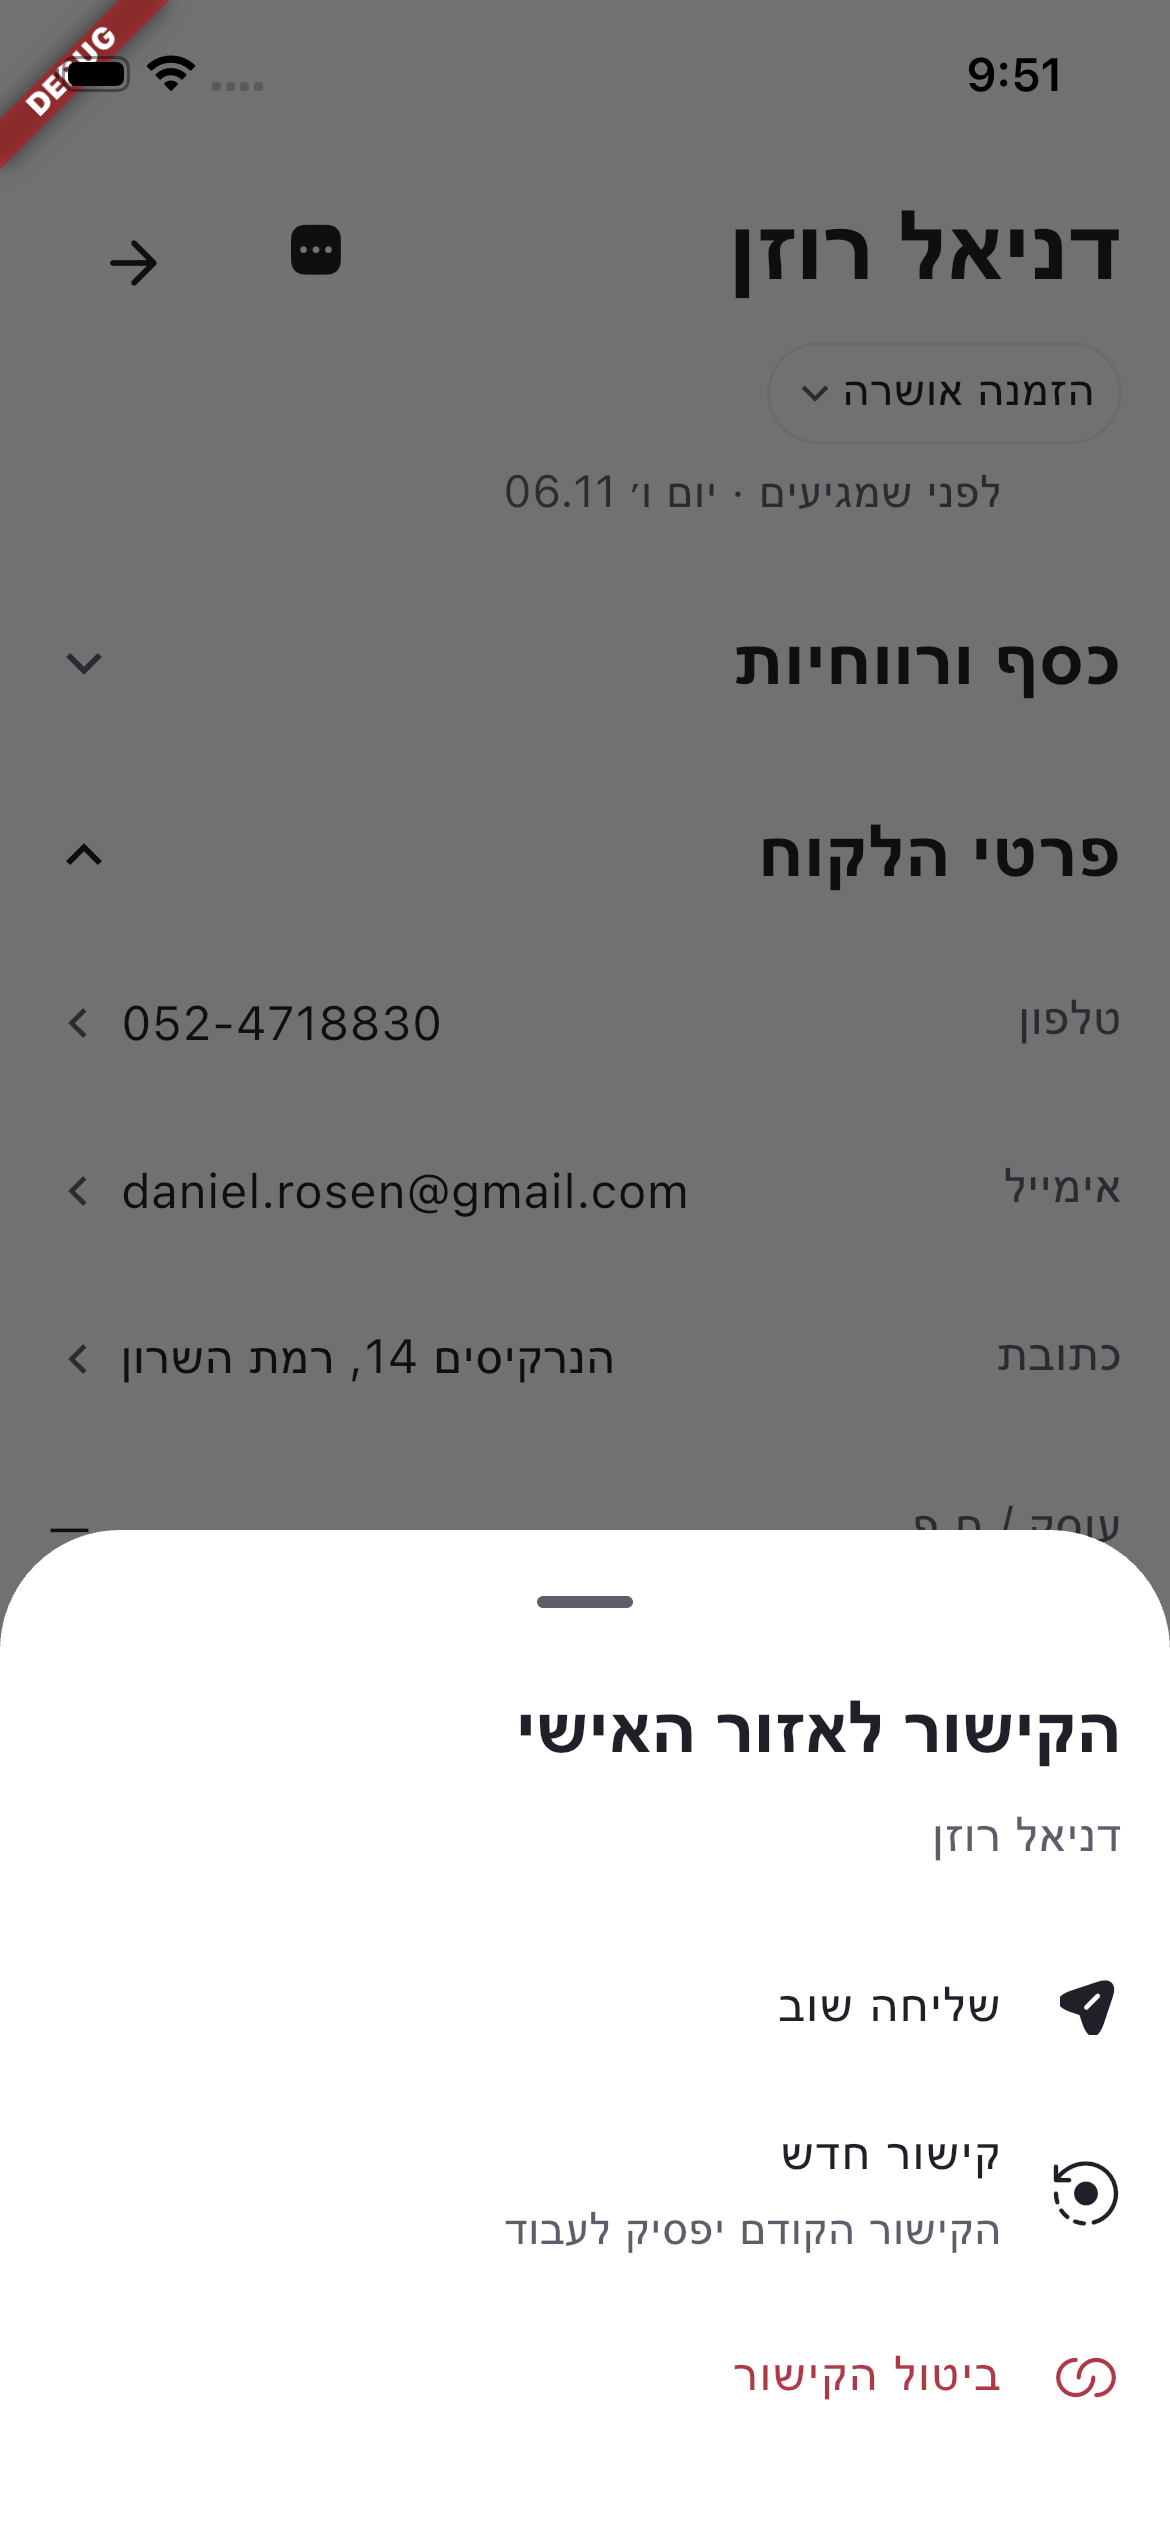 9:51
DEBUG
דניאל רוזן
הזמנה אושרה
לפני שמגיעים · יום ו׳ 06.11
כסף ורווחיות
פרטי הלקוח
טלפון 052-4718830
אימייל daniel.rosen@gmail.com
כתובת הנרקיסים 14, רמת השרון
עוסק / ח.פ —
הקישור לאזור האישי
דניאל רוזן
שליחה שוב
קישור חדש
הקישור הקודם יפסיק לעבוד
ביטול הקישור